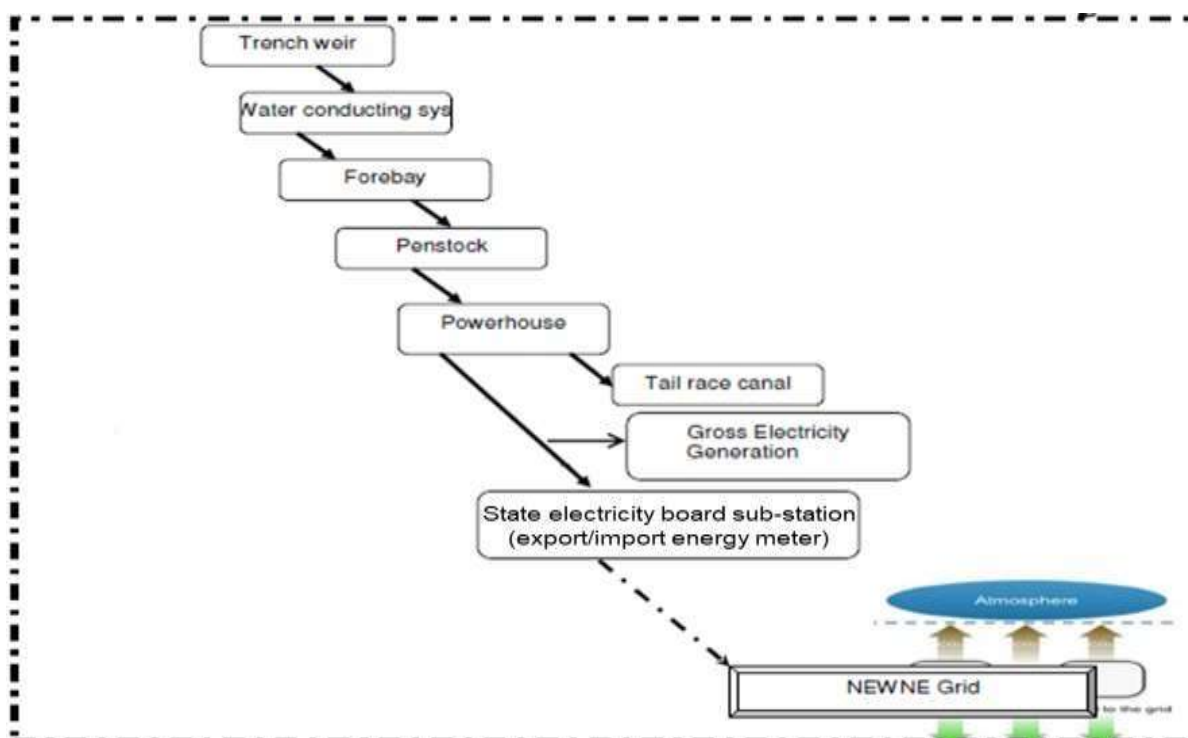 Trench weir
Water conducting sys
Forebay
Penstock
Powerhouse
Tail race canal
Gross Electricity
Generation
State electricity board sub-station
(export/import energy meter)
Atmosphere
NEWNE Grid
to the grid